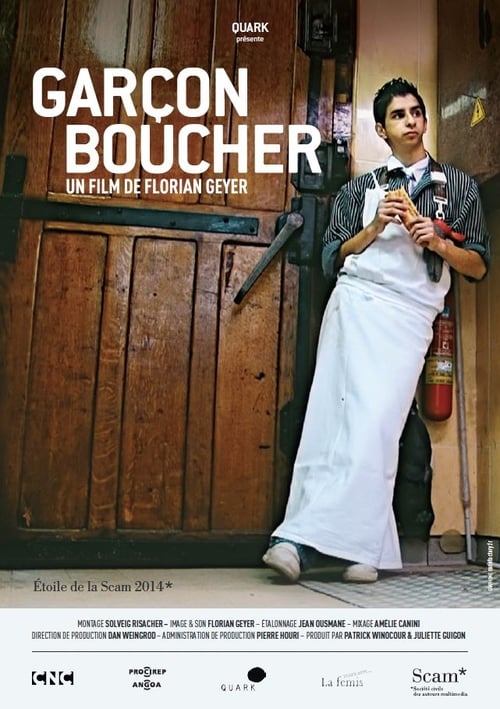 QUARK
présente
GARÇON
BOUCHER
UN FILM DE FLORIAN GEYER
Étoile de la Scam 2014*
MONTAGE SOLVEIG RISACHER – IMAGE & SON FLORIAN GEYER – ÉTALONNAGE JEAN OUSMANE – MIXAGE AMÉLIE CANINI
DIRECTION DE PRODUCTION DAN WEINGROD – ADMINISTRATION DE PRODUCTION PIERRE HOURI – PRODUIT PAR PATRICK WINOCOUR & JULIETTE GUIGON
CNC
PROCIREP
ANGOA
QUARK
La fémis
Scam*
*Société civile
des auteurs multimedia